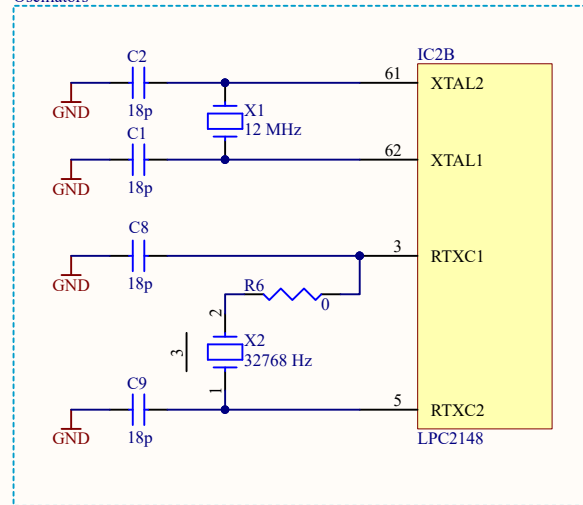 Oscillators
IC2B
C2
61
XTAL2
GND
18p
X1
12 MHz
C1
62
XTAL1
GND
18p
C8
3
RTXC1
GND
18p
R6
0
2
X2
3
32768 Hz
1
C9
5
RTXC2
GND
18p
LPC2148